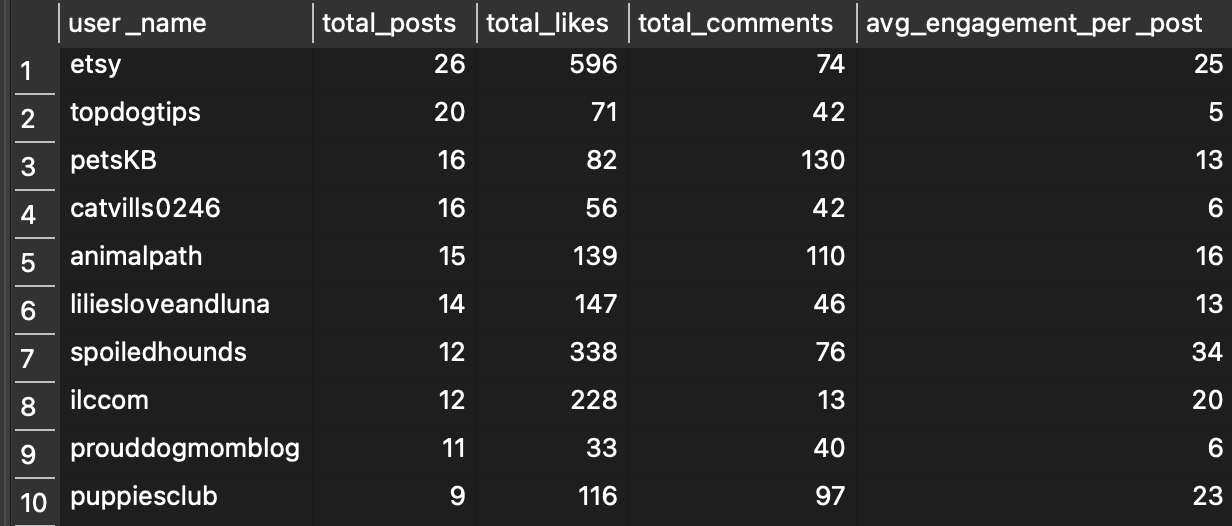 user_name total_posts total_likes total_comments avg_engagement_per_post
1 etsy 26 596 74 25
2 topdogtips 20 71 42 5
3 petsKB 16 82 130 13
4 catvills0246 16 56 42 6
5 animalpath 15 139 110 16
6 liliesloveandluna 14 147 46 13
7 spoiledhounds 12 338 76 34
8 ilccom 12 228 13 20
9 prouddogmomblog 11 33 40 6
10 puppiesclub 9 116 97 23